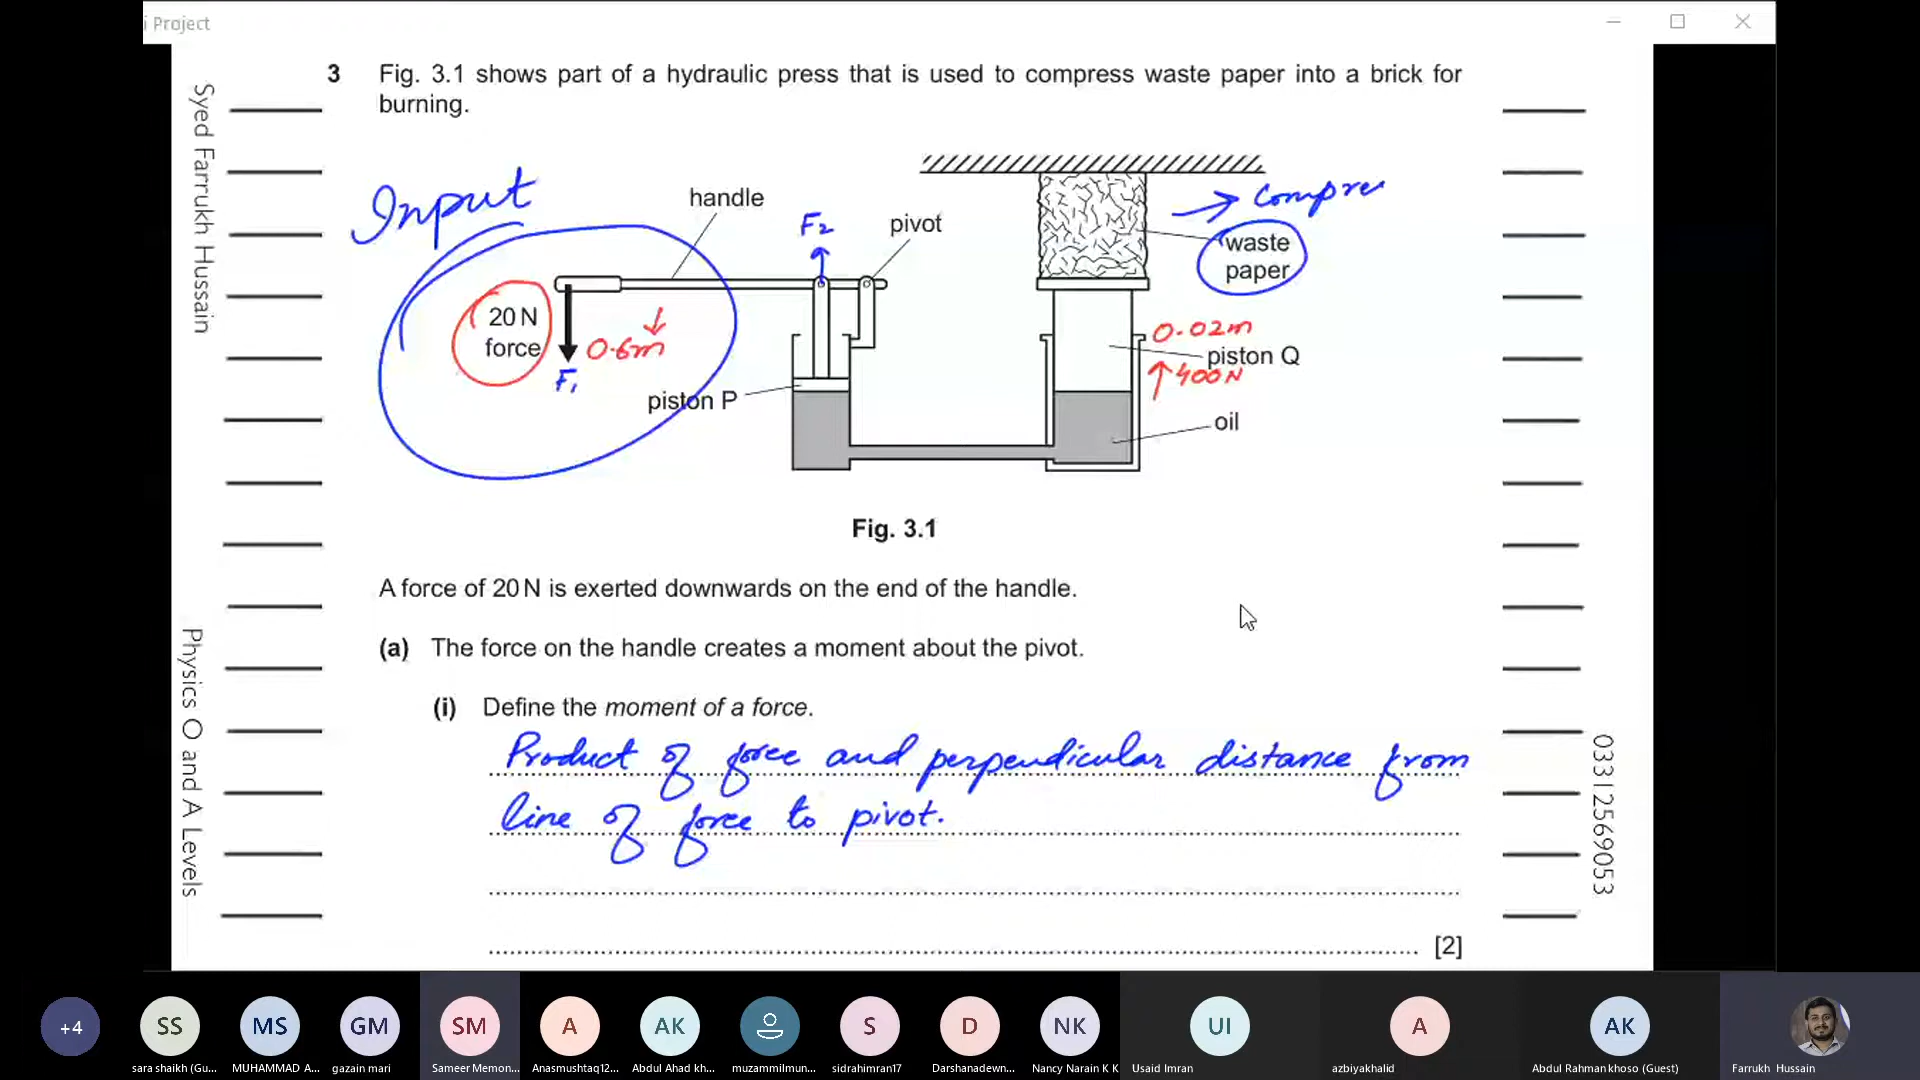 i Project
3 Fig. 3.1 shows part of a hydraulic press that is used to compress waste paper into a brick for
burning.
Syed Farrukh Hussain
Input
handle
F2
pivot
→ Compre
waste
paper
20 N
force
0.6m
F1
0.02m
piston Q
400N
piston P
oil
Fig. 3.1
A force of 20 N is exerted downwards on the end of the handle.
(a) The force on the handle creates a moment about the pivot.
(i) Define the moment of a force.
Product of force and perpendicular distance from
line of force to pivot.
[2]
Physics O and A Levels
03312569053
+4
SS
MS
GM
SM
A
AK
S
D
NK
UI
A
AK
sara shaikh (Gu...
MUHAMMAD A...
gazain mari
Sameer Memon...
Anasmushtaq12...
Abdul Ahad kh...
muzammilmun...
sidrahimran17
Darshanadewn...
Nancy Narain K K
Usaid Imran
azbiyakhalid
Abdul Rahman khoso (Guest)
Farrukh Hussain